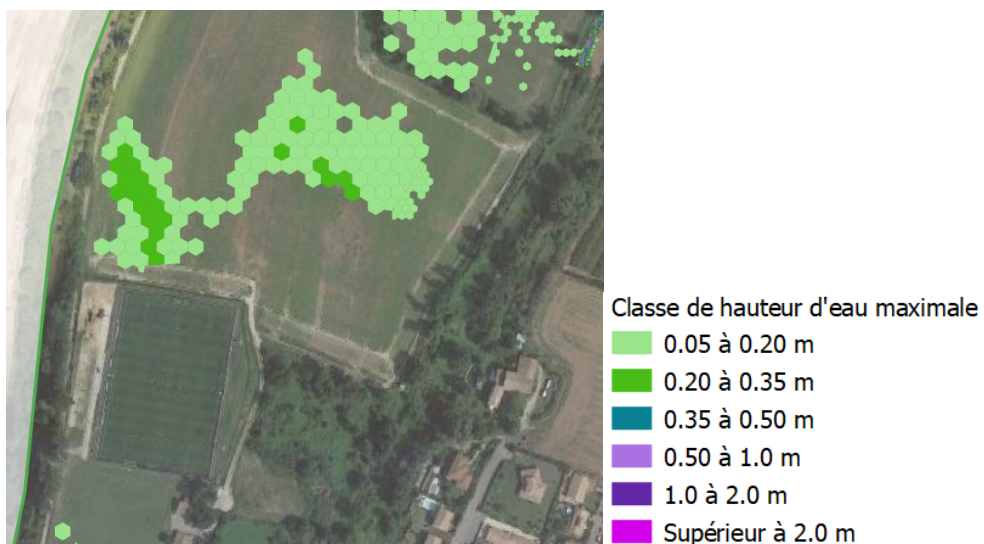 Classe de hauteur d'eau maximale
0.05 à 0.20 m
0.20 à 0.35 m
0.35 à 0.50 m
0.50 à 1.0 m
1.0 à 2.0 m
Supérieur à 2.0 m